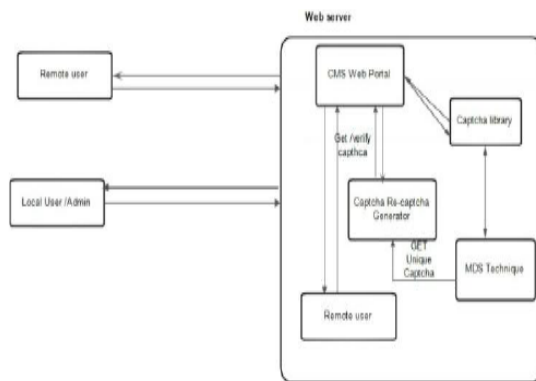 Web server
Remote user
CMS Web Portal
Captcha library
Get /verify
capthca
Local User /Admin
Captcha Re-captcha
Generator
GET
Unique
Captcha
MDS Technique
Remote user